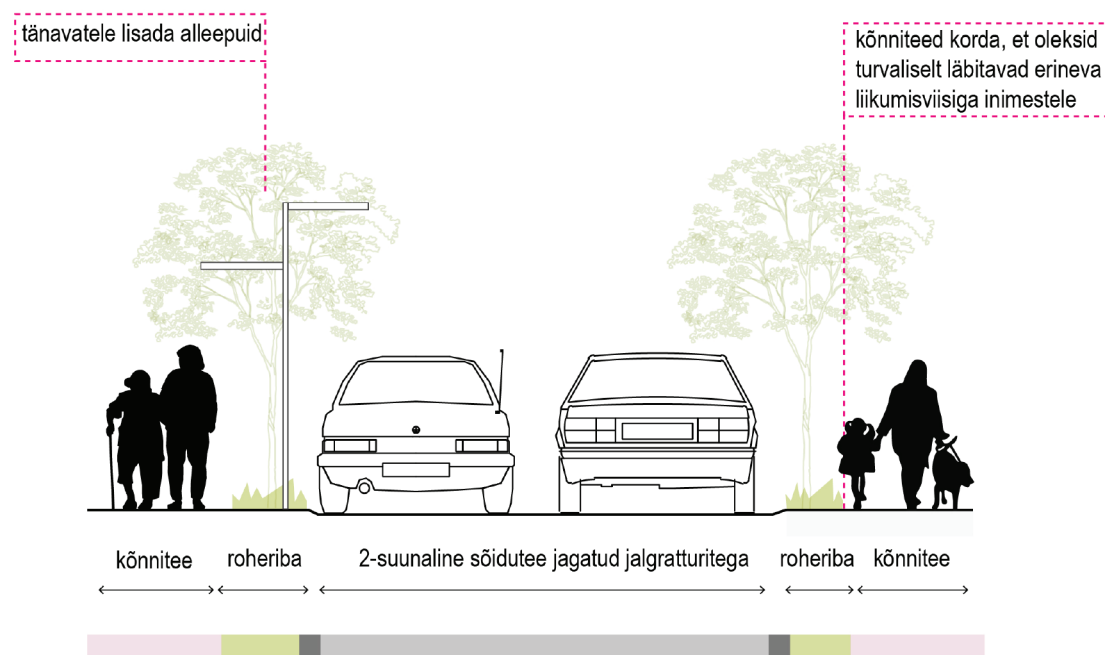 tänavatele lisada alleepuid
kõnniteed korda, et oleksid
turvaliselt läbitavad erineva
liikumisviisiga inimestele
kõnnitee
roheriba
2-suunaline sõidutee jagatud jalgratturitega
roheriba
kõnnitee